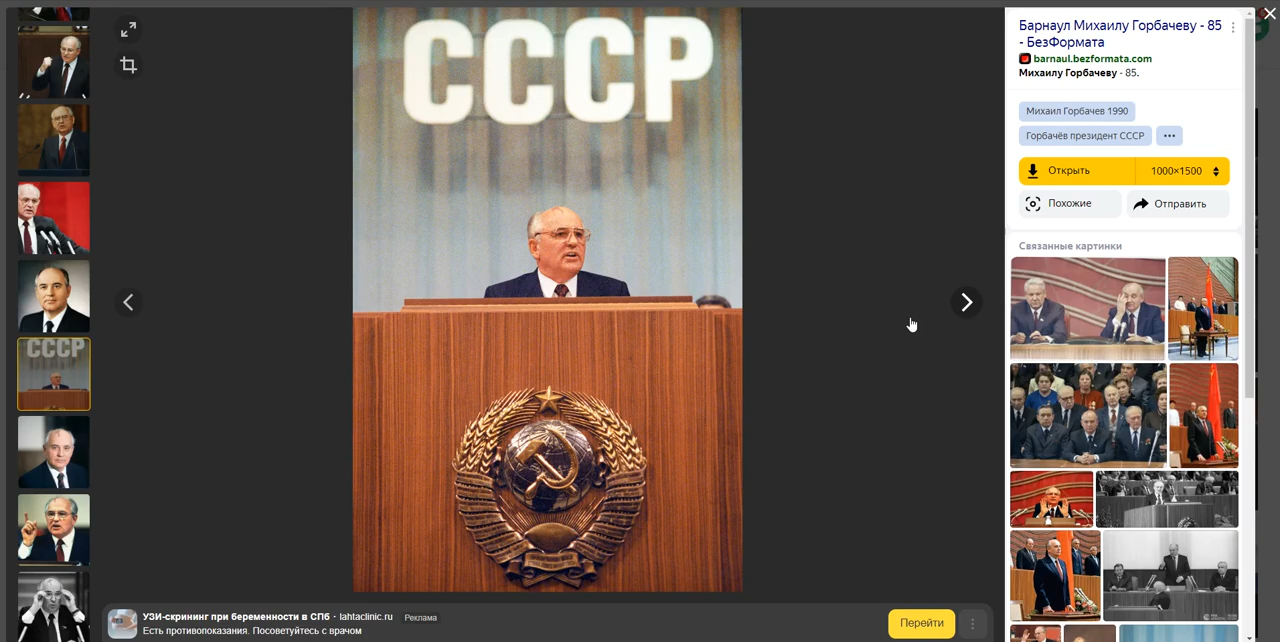 СССР
СССР
Барнаул Михаилу Горбачеву - 85
- БезФормата
barnaul.bezformata.com
Михаилу Горбачеву - 85.
Михаил Горбачев 1990
Горбачёв президент СССР
Открыть
1000×1500
Похожие
Отправить
Связанные картинки
УЗИ-скрининг при беременности в СПб - lahtaclinic.ru
Реклама
Есть противопоказания. Посоветуйтесь с врачом
Перейти